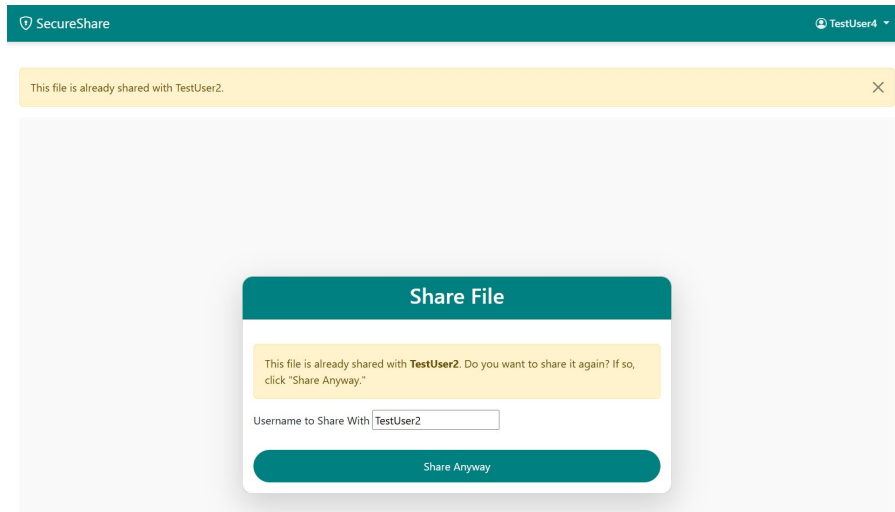 SecureShare
TestUser4
This file is already shared with TestUser2.
Share File
This file is already shared with TestUser2. Do you want to share it again? If so,
click "Share Anyway."
Username to Share With TestUser2
Share Anyway